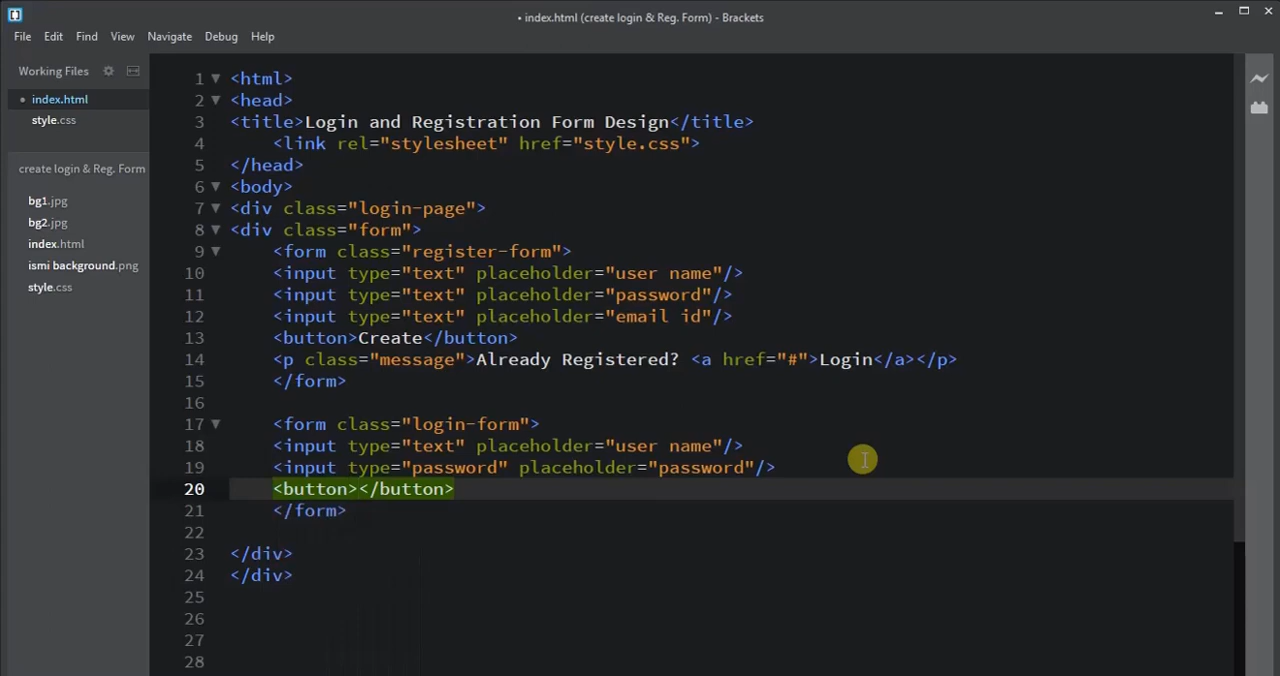 • index.html (create login & Reg. Form) - Brackets
File Edit Find View Navigate Debug Help
Working Files
• index.html
style.css
create login & Reg. Form
bg1.jpg
bg2.jpg
index.html
ismi background.png
style.css
1 <html>
2 <head>
3 <title>Login and Registration Form Design</title>
4 <link rel="stylesheet" href="style.css">
5 </head>
6 <body>
7 <div class="login-page">
8 <div class="form">
9 <form class="register-form">
10 <input type="text" placeholder="user name"/>
11 <input type="text" placeholder="password"/>
12 <input type="text" placeholder="email id"/>
13 <button>Create</button>
14 <p class="message">Already Registered? <a href="#">Login</a></p>
15 </form>
16
17 <form class="login-form">
18 <input type="text" placeholder="user name"/>
19 <input type="password" placeholder="password"/>
20 <button></button>
21 </form>
22
23 </div>
24 </div>
25
26
27
28